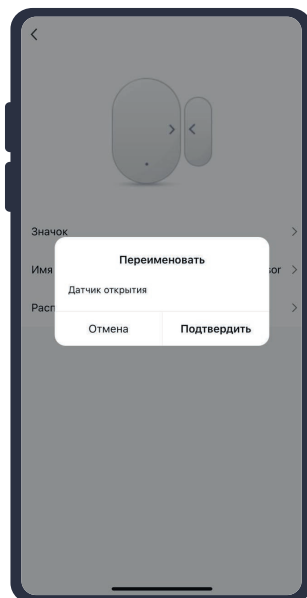 Значок
Переименовать
Имя
sor
Датчик открытия
Расп
Отмена Подтвердить